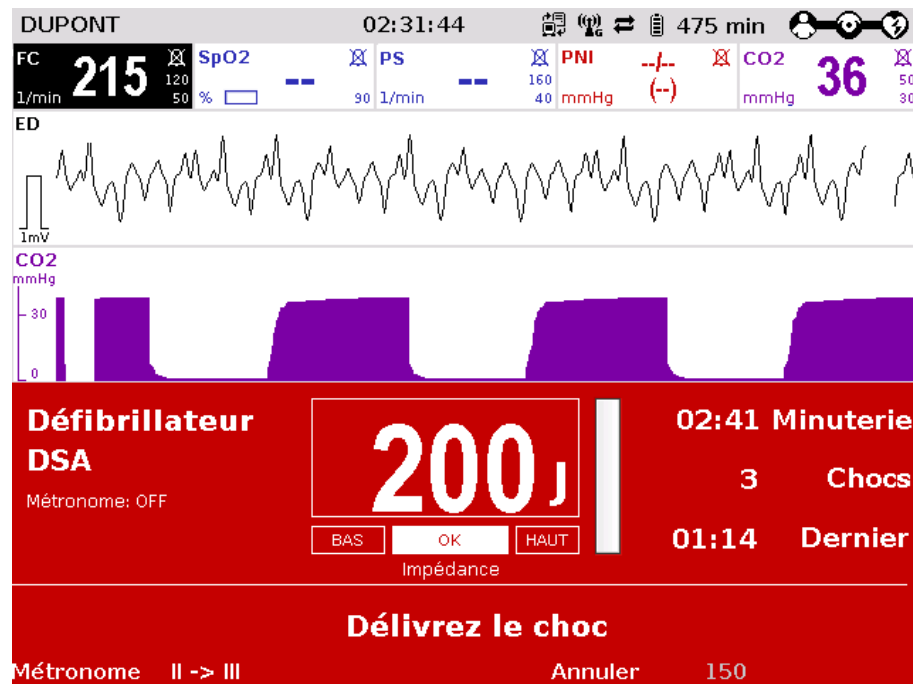 DUPONT 02:31:44 475 min
FC 215 1/min 120 50
SpO2 -- % 90
PS -- 1/min 160 40
PNI --/-- (--) mmHg
CO2 36 mmHg 50 30
ED
1mV
CO2
mmHg
30
0
Défibrillateur
DSA
Métronome: OFF
200 J
BAS OK HAUT
Impédance
02:41 Minuterie
3 Chocs
01:14 Dernier
Délivrez le choc
Métronome II -> III Annuler 150